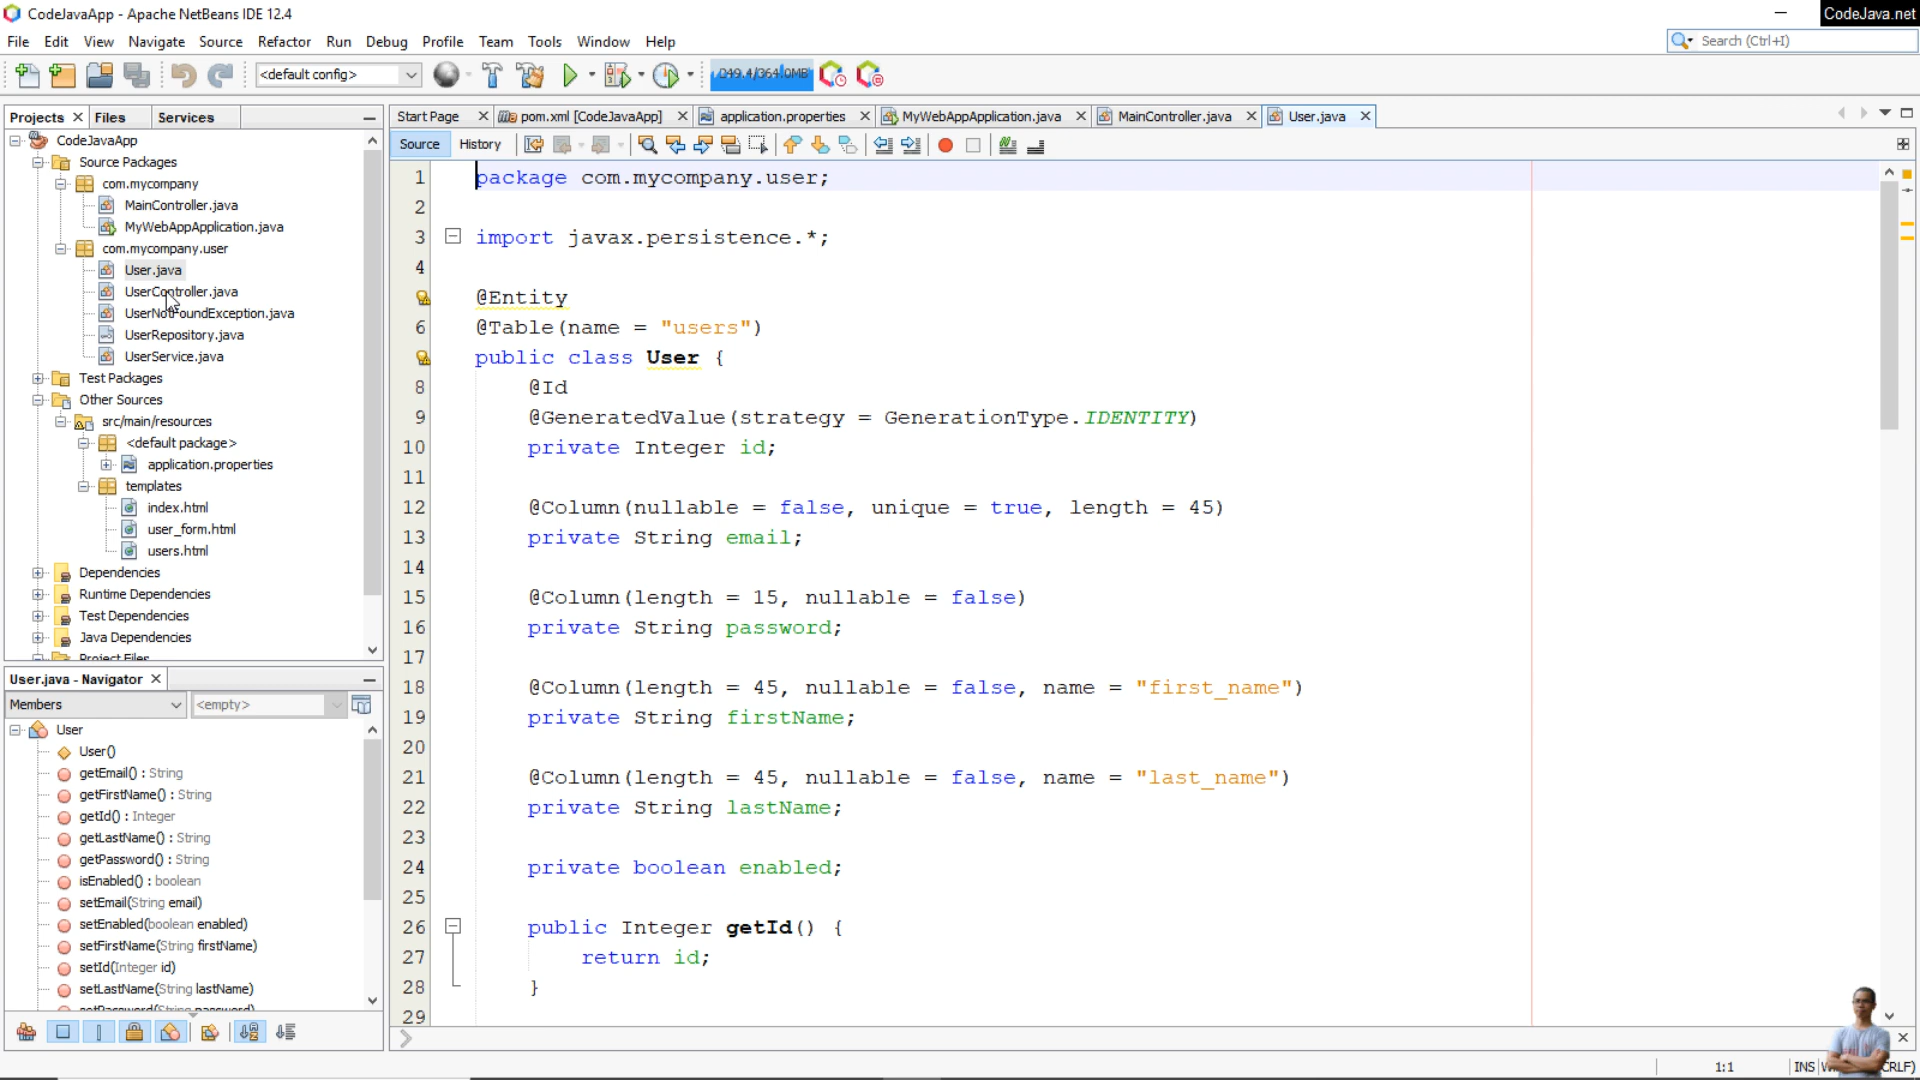 CodeJavaApp - Apache NetBeans IDE 12.4
CodeJava.net
File Edit View Navigate Source Refactor Run Debug Profile Team Tools Window Help
Search (Ctrl+I)
<default config>
249.4/364.0MB
Projects Files Services
CodeJavaApp
Source Packages
com.mycompany
MainController.java
MyWebAppApplication.java
com.mycompany.user
User.java
UserController.java
UserNotFoundException.java
UserRepository.java
UserService.java
Test Packages
Other Sources
src/main/resources
<default package>
application.properties
templates
index.html
user_form.html
users.html
Dependencies
Runtime Dependencies
Test Dependencies
Java Dependencies
Project Files
User.java - Navigator
Members
<empty>
User
User()
getEmail() : String
getFirstName() : String
getId() : Integer
getLastName() : String
getPassword() : String
isEnabled() : boolean
setEmail(String email)
setEnabled(boolean enabled)
setFirstName(String firstName)
setId(Integer id)
setLastName(String lastName)
setPassword(String password)
Start Page pom.xml [CodeJavaApp] application.properties MyWebAppApplication.java MainController.java User.java
Source History
1 package com.mycompany.user;
2
3 import javax.persistence.*;
4
@Entity
6 @Table(name = "users")
public class User {
8 @Id
9 @GeneratedValue(strategy = GenerationType.IDENTITY)
10 private Integer id;
11
12 @Column(nullable = false, unique = true, length = 45)
13 private String email;
14
15 @Column(length = 15, nullable = false)
16 private String password;
17
18 @Column(length = 45, nullable = false, name = "first_name")
19 private String firstName;
20
21 @Column(length = 45, nullable = false, name = "last_name")
22 private String lastName;
23
24 private boolean enabled;
25
26 public Integer getId() {
27 return id;
28 }
29
1:1 INS